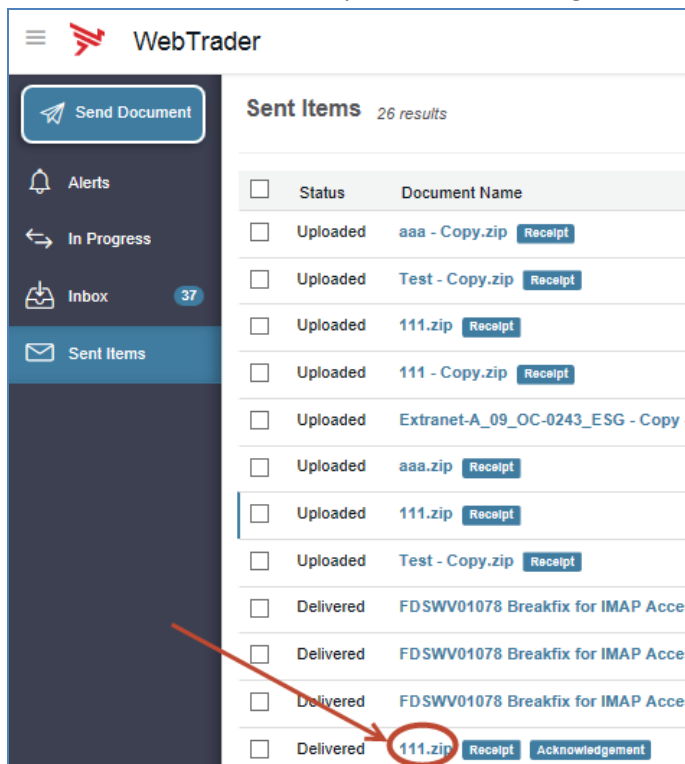 WebTrader
Send Document
Alerts
In Progress
Inbox 37
Sent Items
Sent Items 26 results
Status Document Name
Uploaded aaa - Copy.zip Receipt
Uploaded Test - Copy.zip Receipt
Uploaded 111.zip Receipt
Uploaded 111 - Copy.zip Receipt
Uploaded Extranet-A_09_OC-0243_ESG - Copy
Uploaded aaa.zip Receipt
Uploaded 111.zip Receipt
Uploaded Test - Copy.zip Receipt
Delivered FDSWV01078 Breakfix for IMAP Acce
Delivered FDSWV01078 Breakfix for IMAP Acce
Delivered FDSWV01078 Breakfix for IMAP Acce
Delivered 111.zip Receipt Acknowledgement